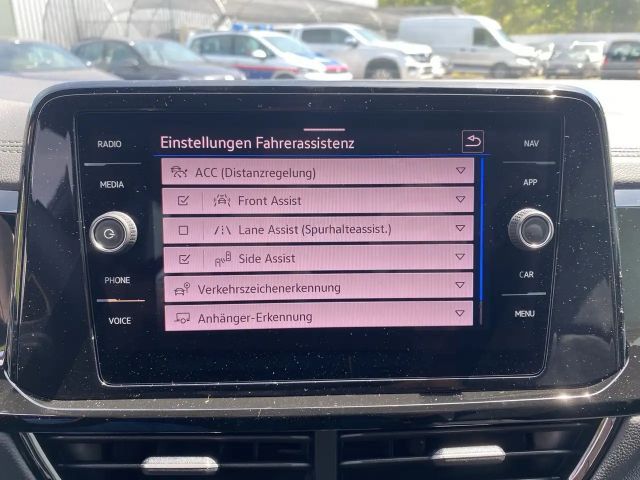 Einstellungen Fahrerassistenz
RADIO
MEDIA
PHONE
VOICE
ACC (Distanzregelung)
Front Assist
Lane Assist (Spurhalteassist.)
Side Assist
Verkehrszeichenerkennung
Anhänger-Erkennung
NAV
APP
CAR
MENU